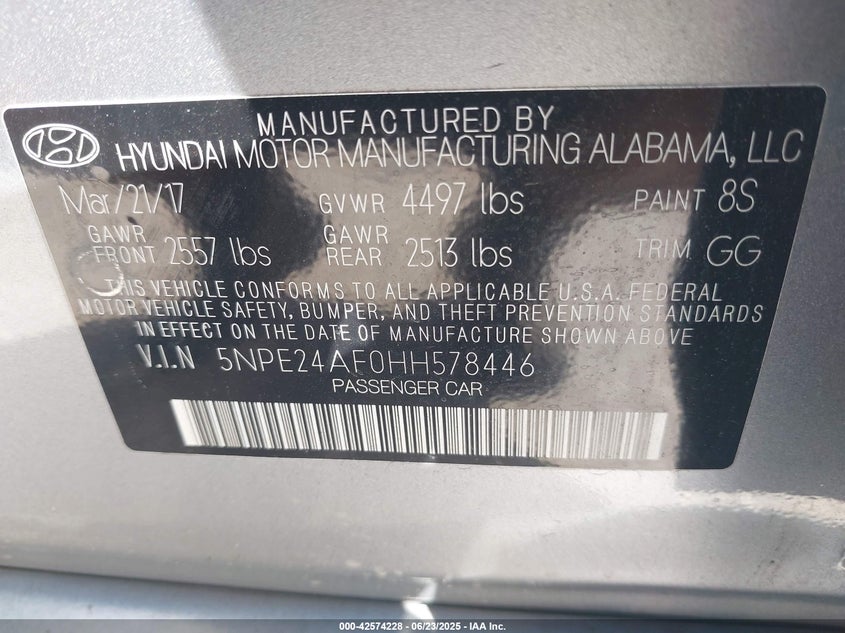 MANUFACTURED BY
HYUNDAI MOTOR MANUFACTURING ALABAMA, LLC
Mar/21/17 GVWR 4497 lbs PAINT 8S
GAWR FRONT 2557 lbs GAWR REAR 2513 lbs TRIM GG
THIS VEHICLE CONFORMS TO ALL APPLICABLE U.S.A. FEDERAL
MOTOR VEHICLE SAFETY, BUMPER, AND THEFT PREVENTION STANDARDS
IN EFFECT ON THE DATE OF MANUFACTURE SHOWN ABOVE
V.I.N 5NPE24AF0HH578446
PASSENGER CAR
000-42574228 - 06/23/2025 - IAA Inc.